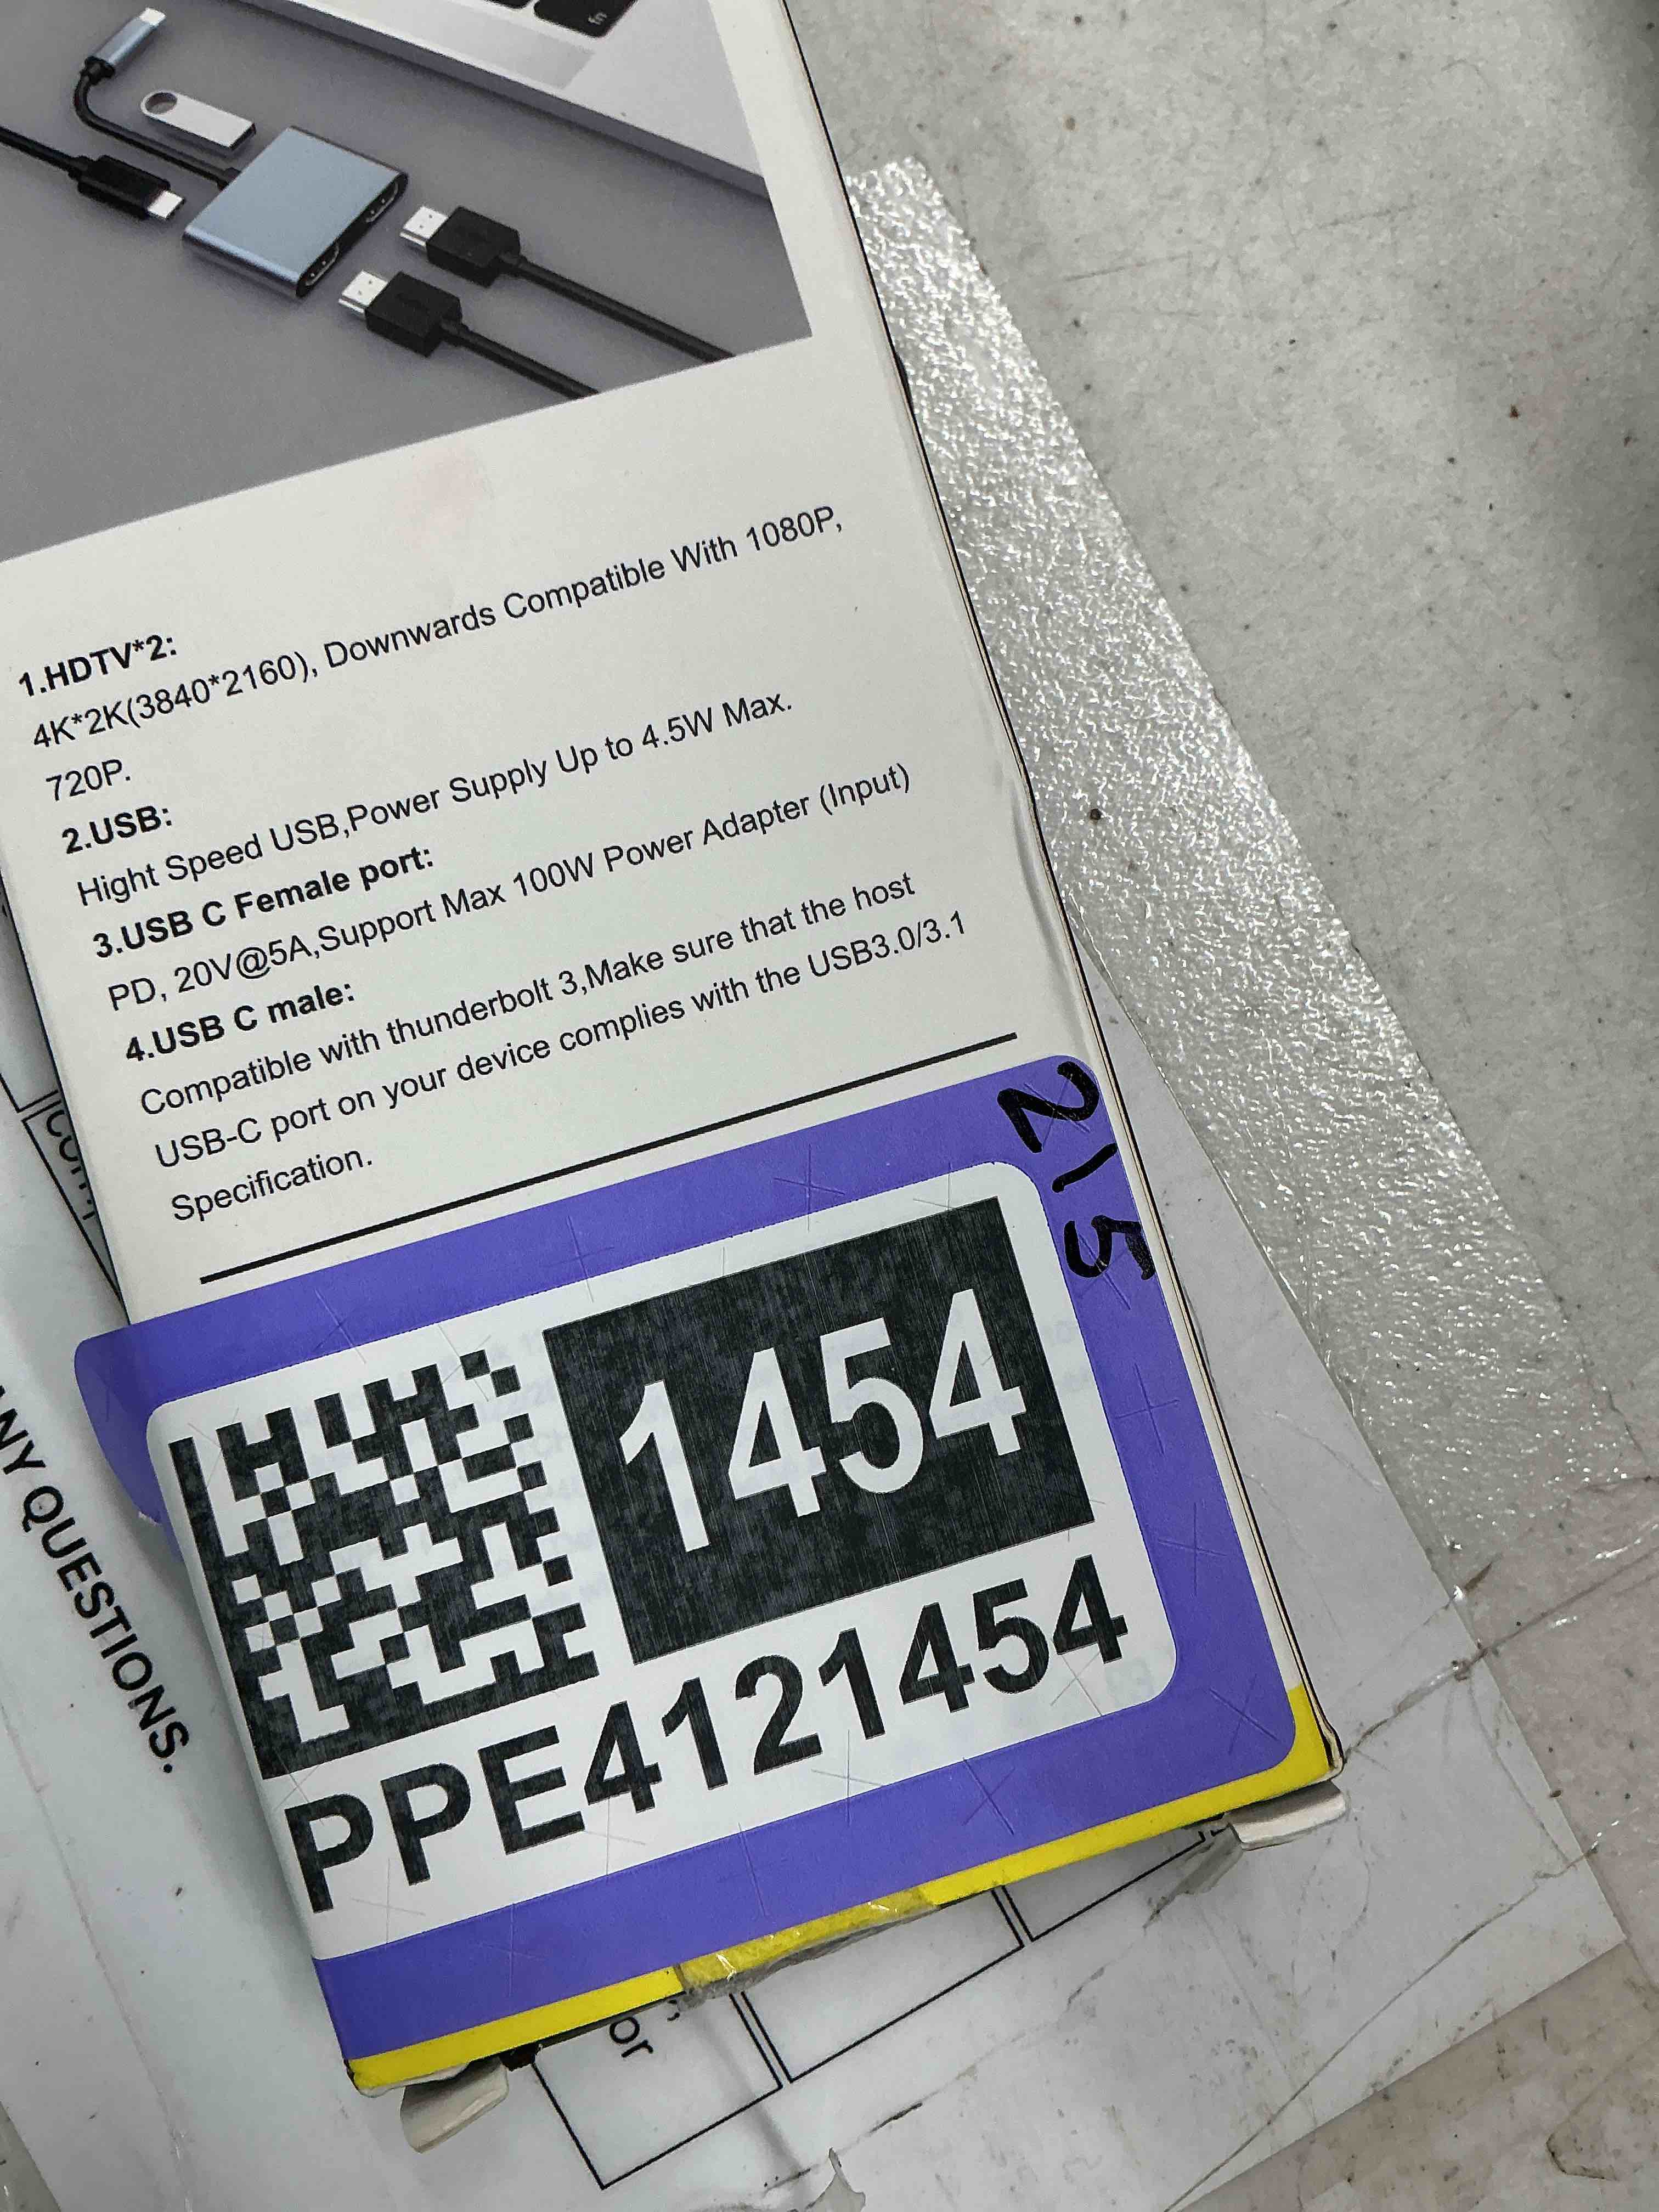 fn
1.HDTV*2:
4K*2K(3840*2160), Downwards Compatible With 1080P,
720P.
2.USB:
Hight Speed USB,Power Supply Up to 4.5W Max.
3.USB C Female port:
PD, 20V@5A,Support Max 100W Power Adapter (Input)
4.USB C male:
Compatible with thunderbolt 3,Make sure that the host
USB-C port on your device complies with the USB3.0/3.1
Specification.
2/5
1454
PPE4121454
QUESTIONS.
or